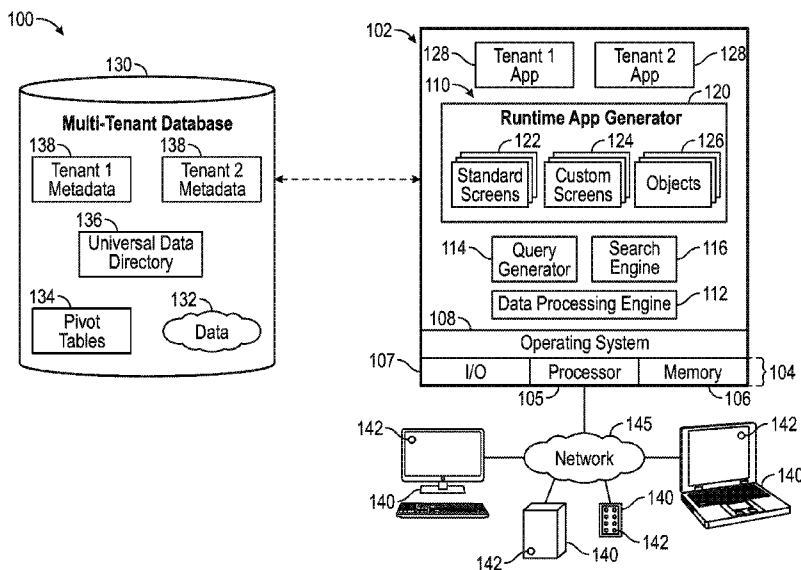 100
130
Multi-Tenant Database
138
138
Tenant 1
Metadata
Tenant 2
Metadata
136
Universal Data
Directory
134
Pivot
Tables
132
Data
102
128
Tenant 1
App
Tenant 2
App
128
110
120
Runtime App Generator
122
124
126
Standard
Screens
Custom
Screens
Objects
114
Query
Generator
Search
Engine
116
Data Processing Engine
112
108
Operating System
107
I/O
Processor
Memory
104
105
106
142
145
142
Network
140
140
140
142
140
142